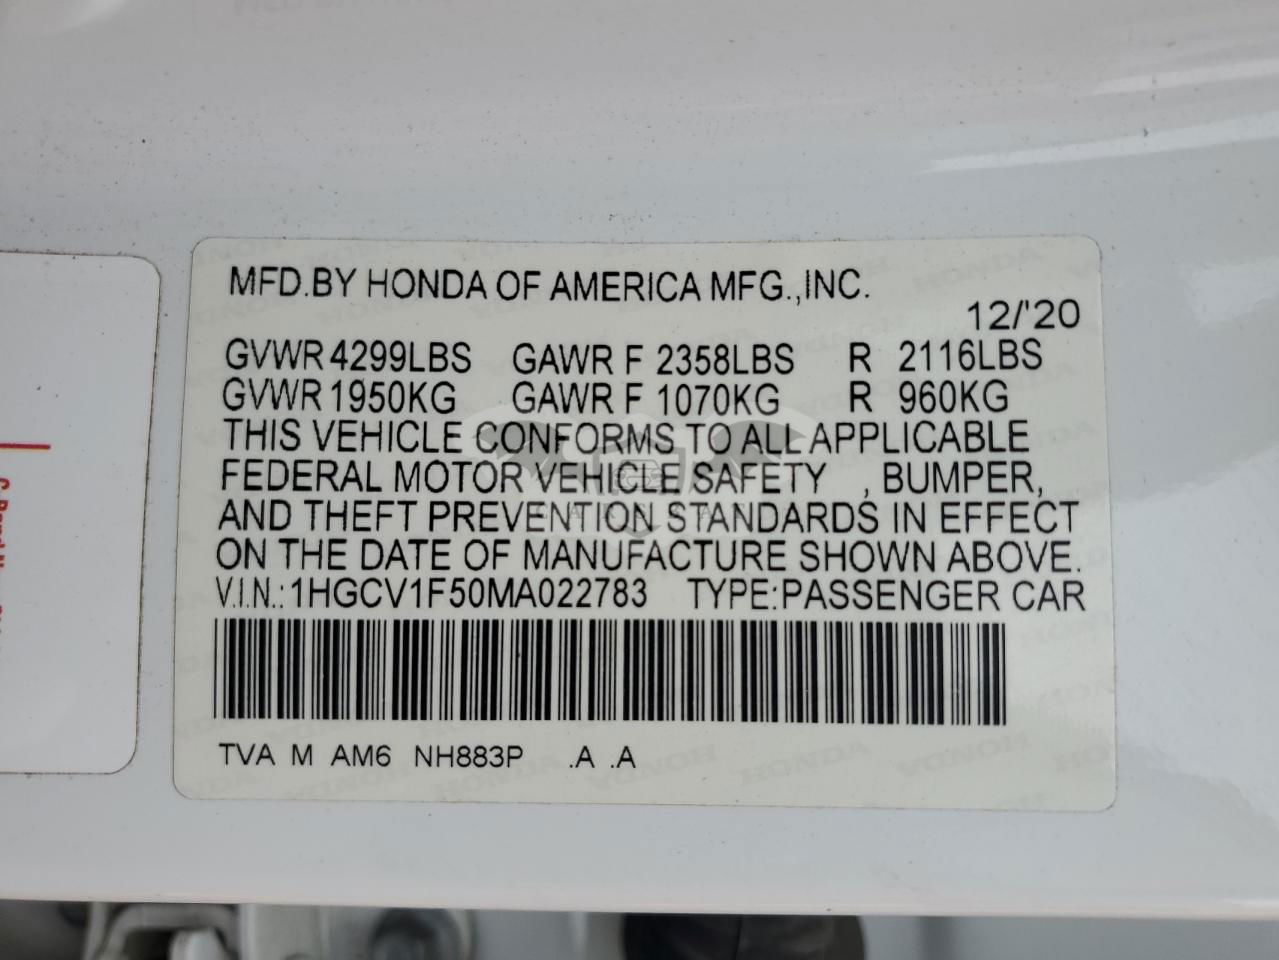 MFD.BY HONDA OF AMERICA MFG.,INC.
12/'20
GVWR 4299LBS GAWR F 2358LBS R 2116LBS
GVWR 1950KG GAWR F 1070KG R 960KG
THIS VEHICLE CONFORMS TO ALL APPLICABLE
FEDERAL MOTOR VEHICLE SAFETY , BUMPER,
AND THEFT PREVENTION STANDARDS IN EFFECT
ON THE DATE OF MANUFACTURE SHOWN ABOVE.
V.I.N.: 1HGCV1F50MA022783 TYPE:PASSENGER CAR
TVA M AM6 NH883P .A .A